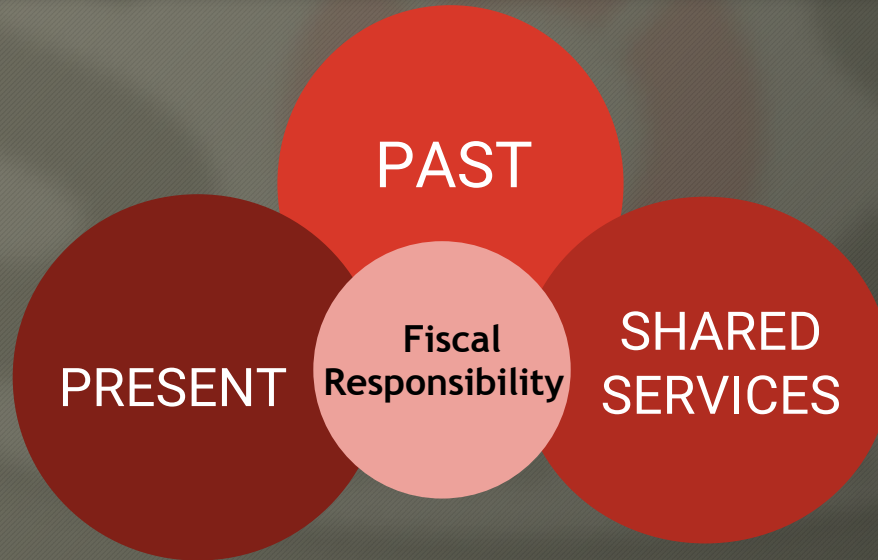 PAST
PRESENT
Fiscal
Responsibility
SHARED
SERVICES